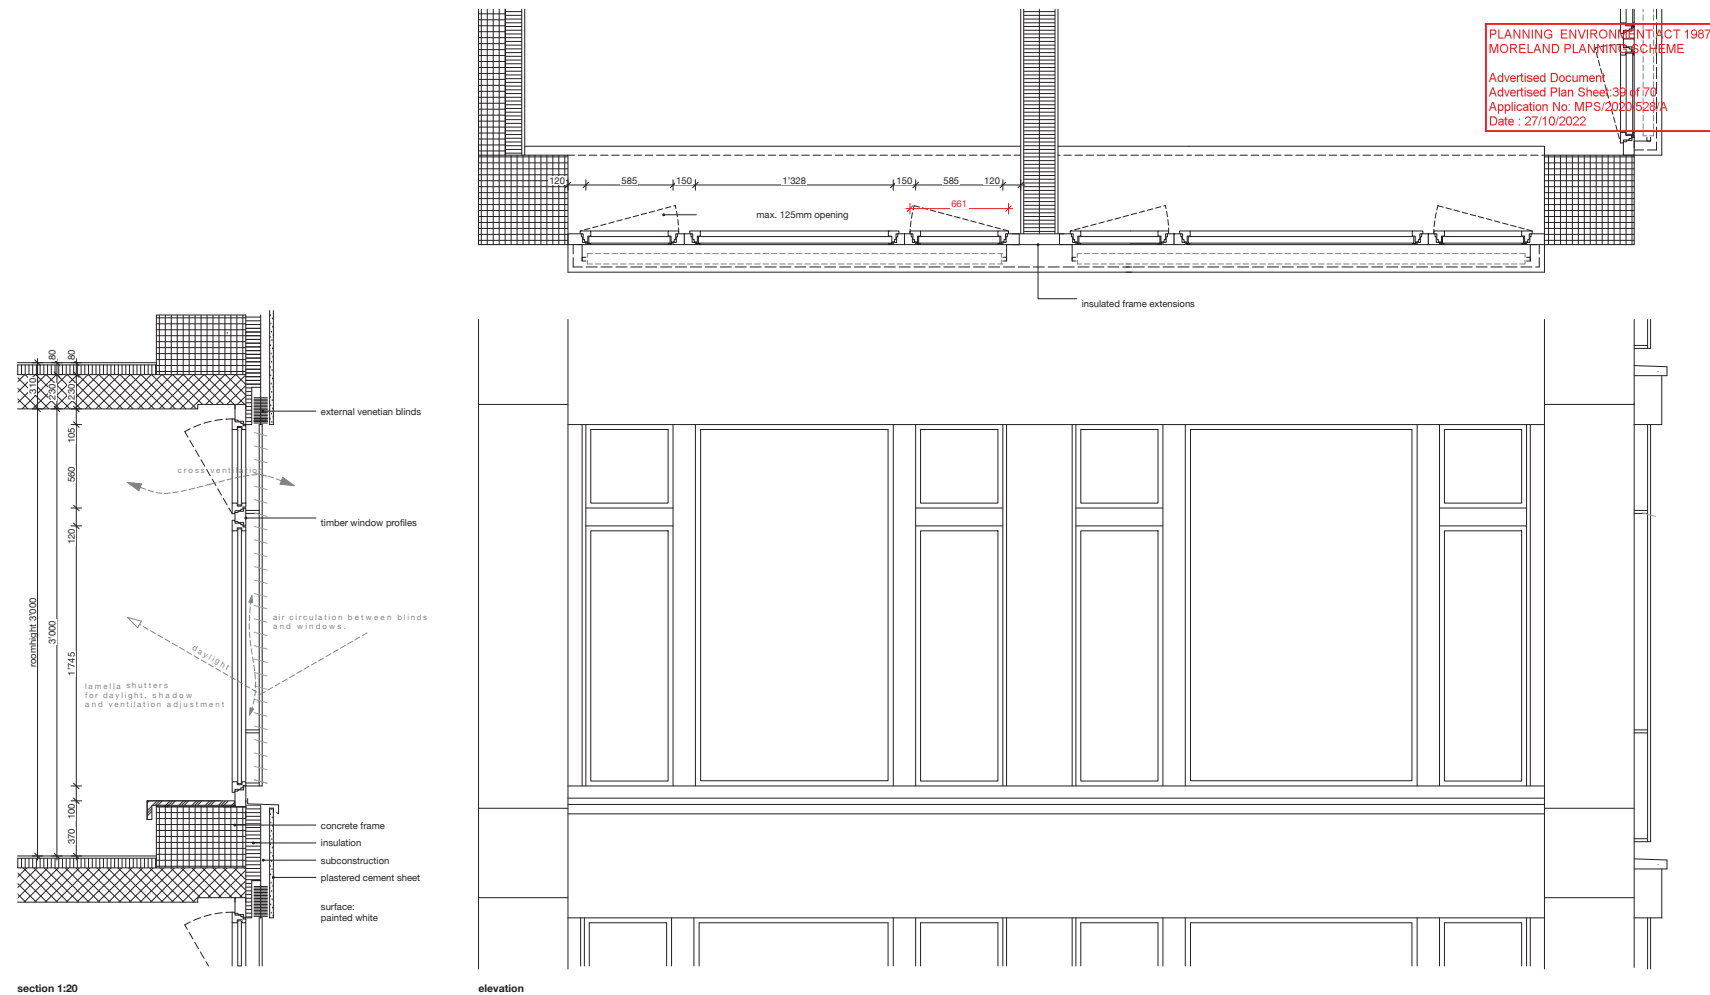 PLANNING ENVIRONMENT ACT 1987
MORELAND PLANNING SCHEME
Advertised Document
Advertised Plan Sheet:39 of 70
Application No: MPS/2020/528/A
Date : 27/10/2022
120
585
150
1'328
150
585
120
661
max. 125mm opening
insulated frame extensions
80
80
310
230
230
external venetian blinds
105
cross ventilation
560
timber window profiles
120
roomhight 3'000
3'000
1'745
air circulation between blinds
and windows.
daylight
lamella shutters
for daylight, shadow
and ventilation adjustment
100
370
concrete frame
insulation
subconstruction
plastered cement sheet
surface:
painted white
section 1:20
elevation